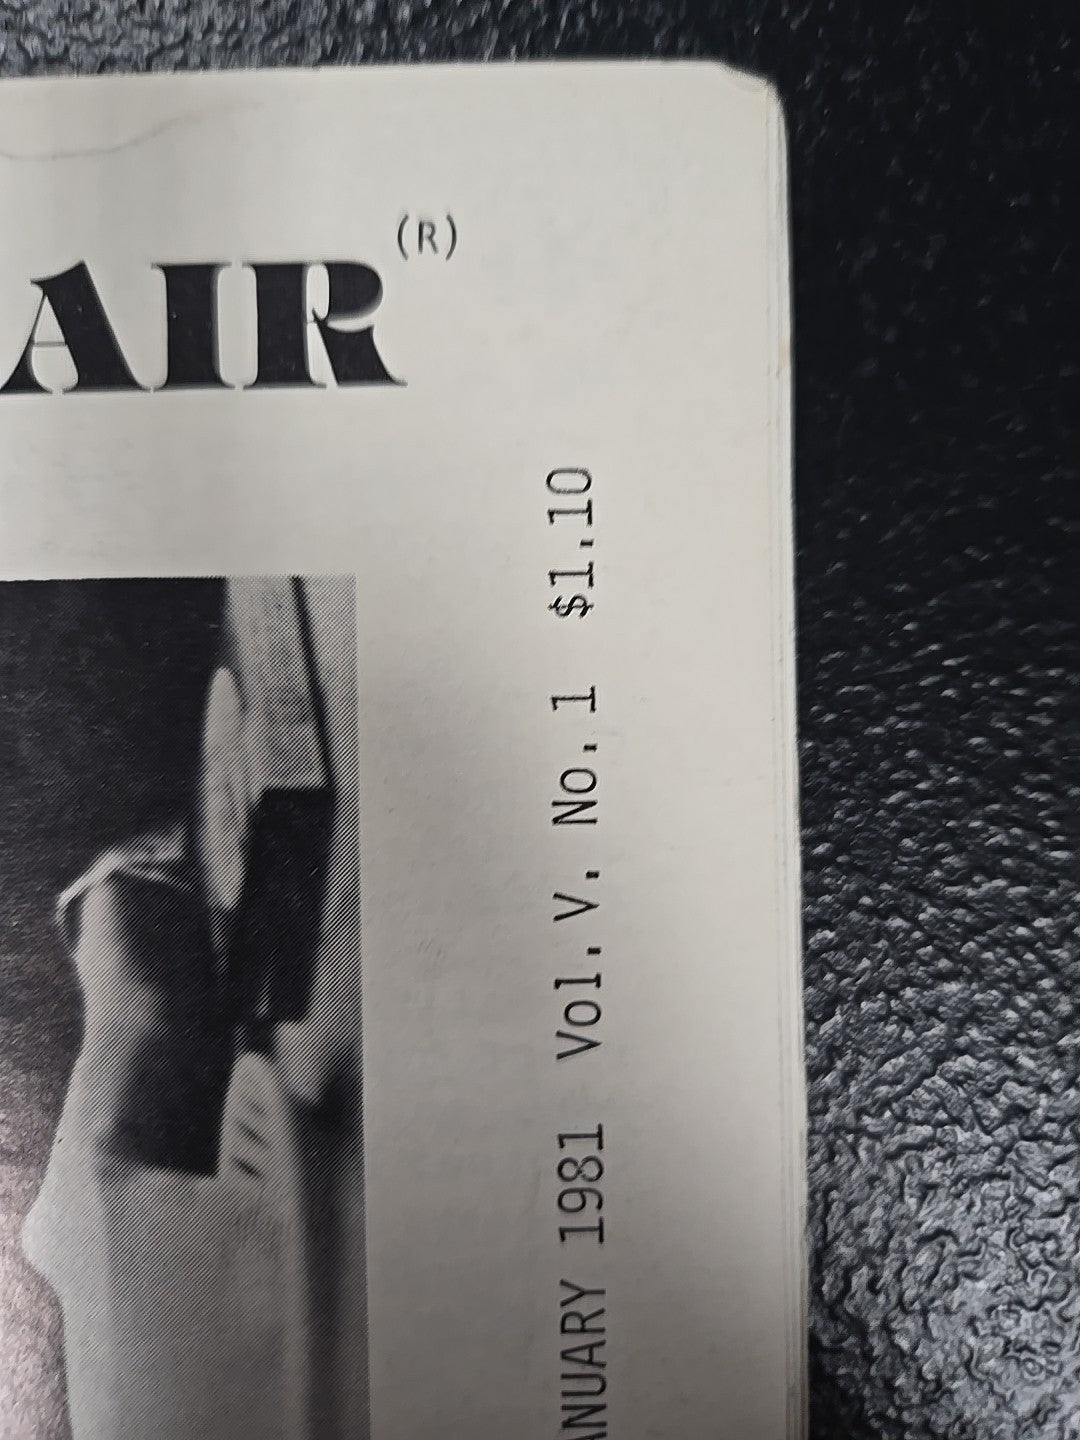 AIR(R)
ANUARY 1981 Vol.V. No.1 $1.10